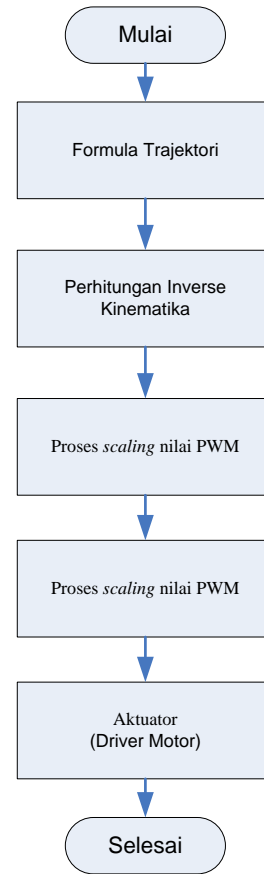 Mulai
Formula Trajektori
Perhitungan Inverse
Kinematika
Proses scaling nilai PWM
Proses scaling nilai PWM
Aktuator
(Driver Motor)
Selesai